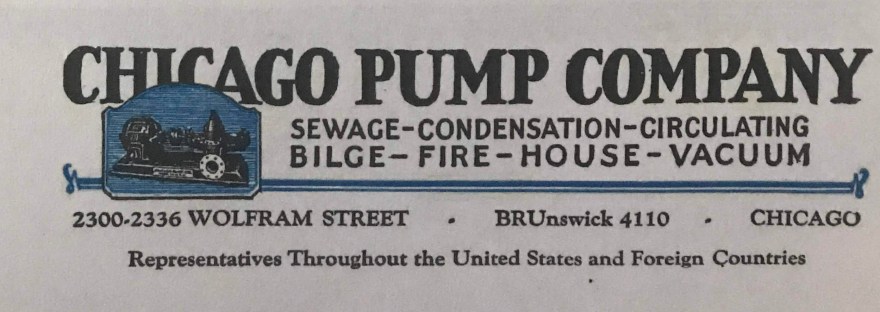 CHICAGO PUMP COMPANY
SEWAGE-CONDENSATION-CIRCULATING
BILGE-FIRE-HOUSE-VACUUM
2300-2336 WOLFRAM STREET · BRUnswick 4110 · CHICAGO
Representatives Throughout the United States and Foreign Countries